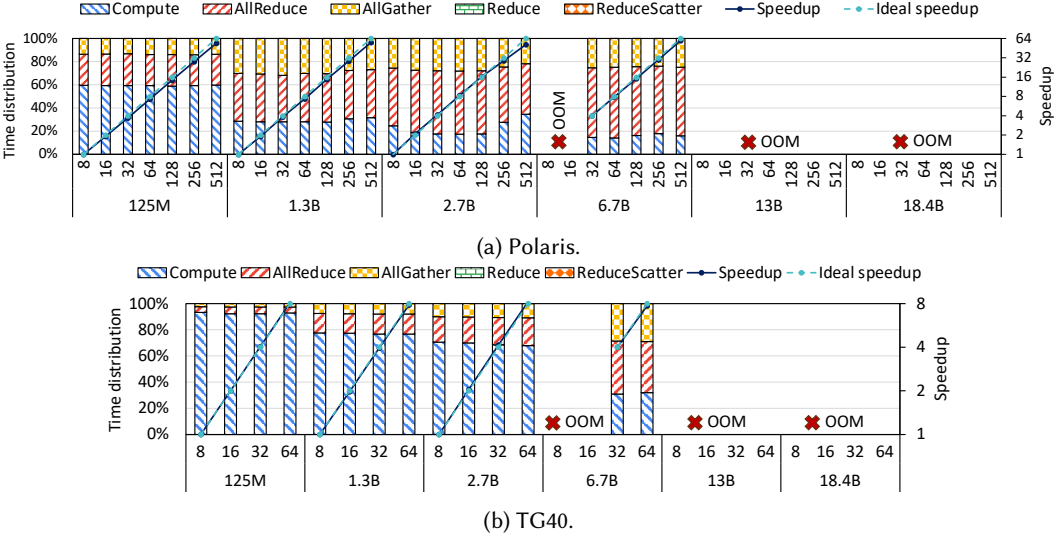 Compute AllReduce AllGather Reduce ReduceScatter Speedup Ideal speedup
Time distribution
100%
80%
60%
40%
20%
0%
OOM
OOM
OOM
64
32
16
8
4
2
1
Speedup
8 16 32 64 128 256 512 8 16 32 64 128 256 512 8 16 32 64 128 256 512 8 16 32 64 128 256 512 8 16 32 64 128 256 512 8 16 32 64 128 256 512
125M 1.3B 2.7B 6.7B 13B 18.4B
(a) Polaris.
Compute AllReduce AllGather Reduce ReduceScatter Speedup Ideal speedup
Time distribution
100%
80%
60%
40%
20%
0%
OOM
OOM
OOM
8
4
2
1
Speedup
8 16 32 64 8 16 32 64 8 16 32 64 8 16 32 64 8 16 32 64 8 16 32 64
125M 1.3B 2.7B 6.7B 13B 18.4B
(b) TG40.